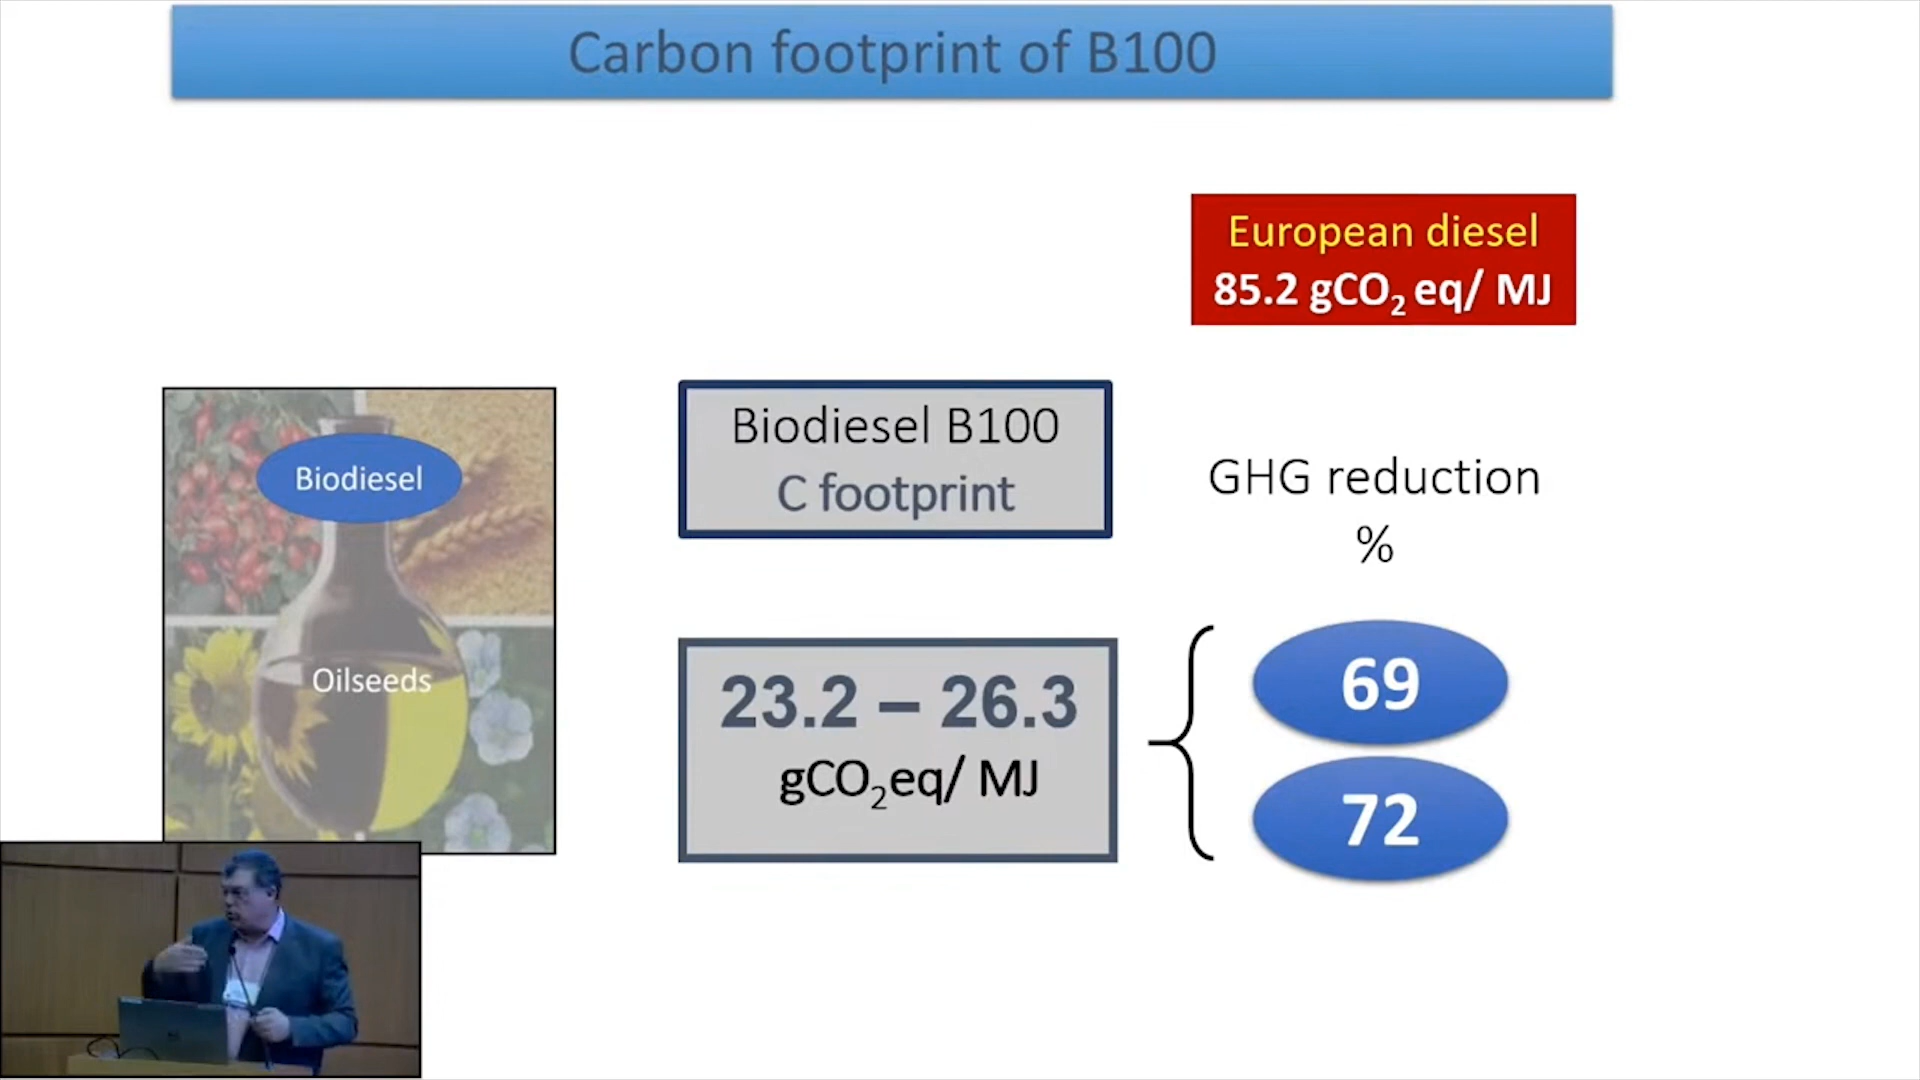 Carbon footprint of B100
European diesel
85.2 gCO₂ eq/ MJ
Biodiesel
Oilseeds
Biodiesel B100
C footprint
GHG reduction
%
23.2 – 26.3
gCO₂eq/ MJ
69
72